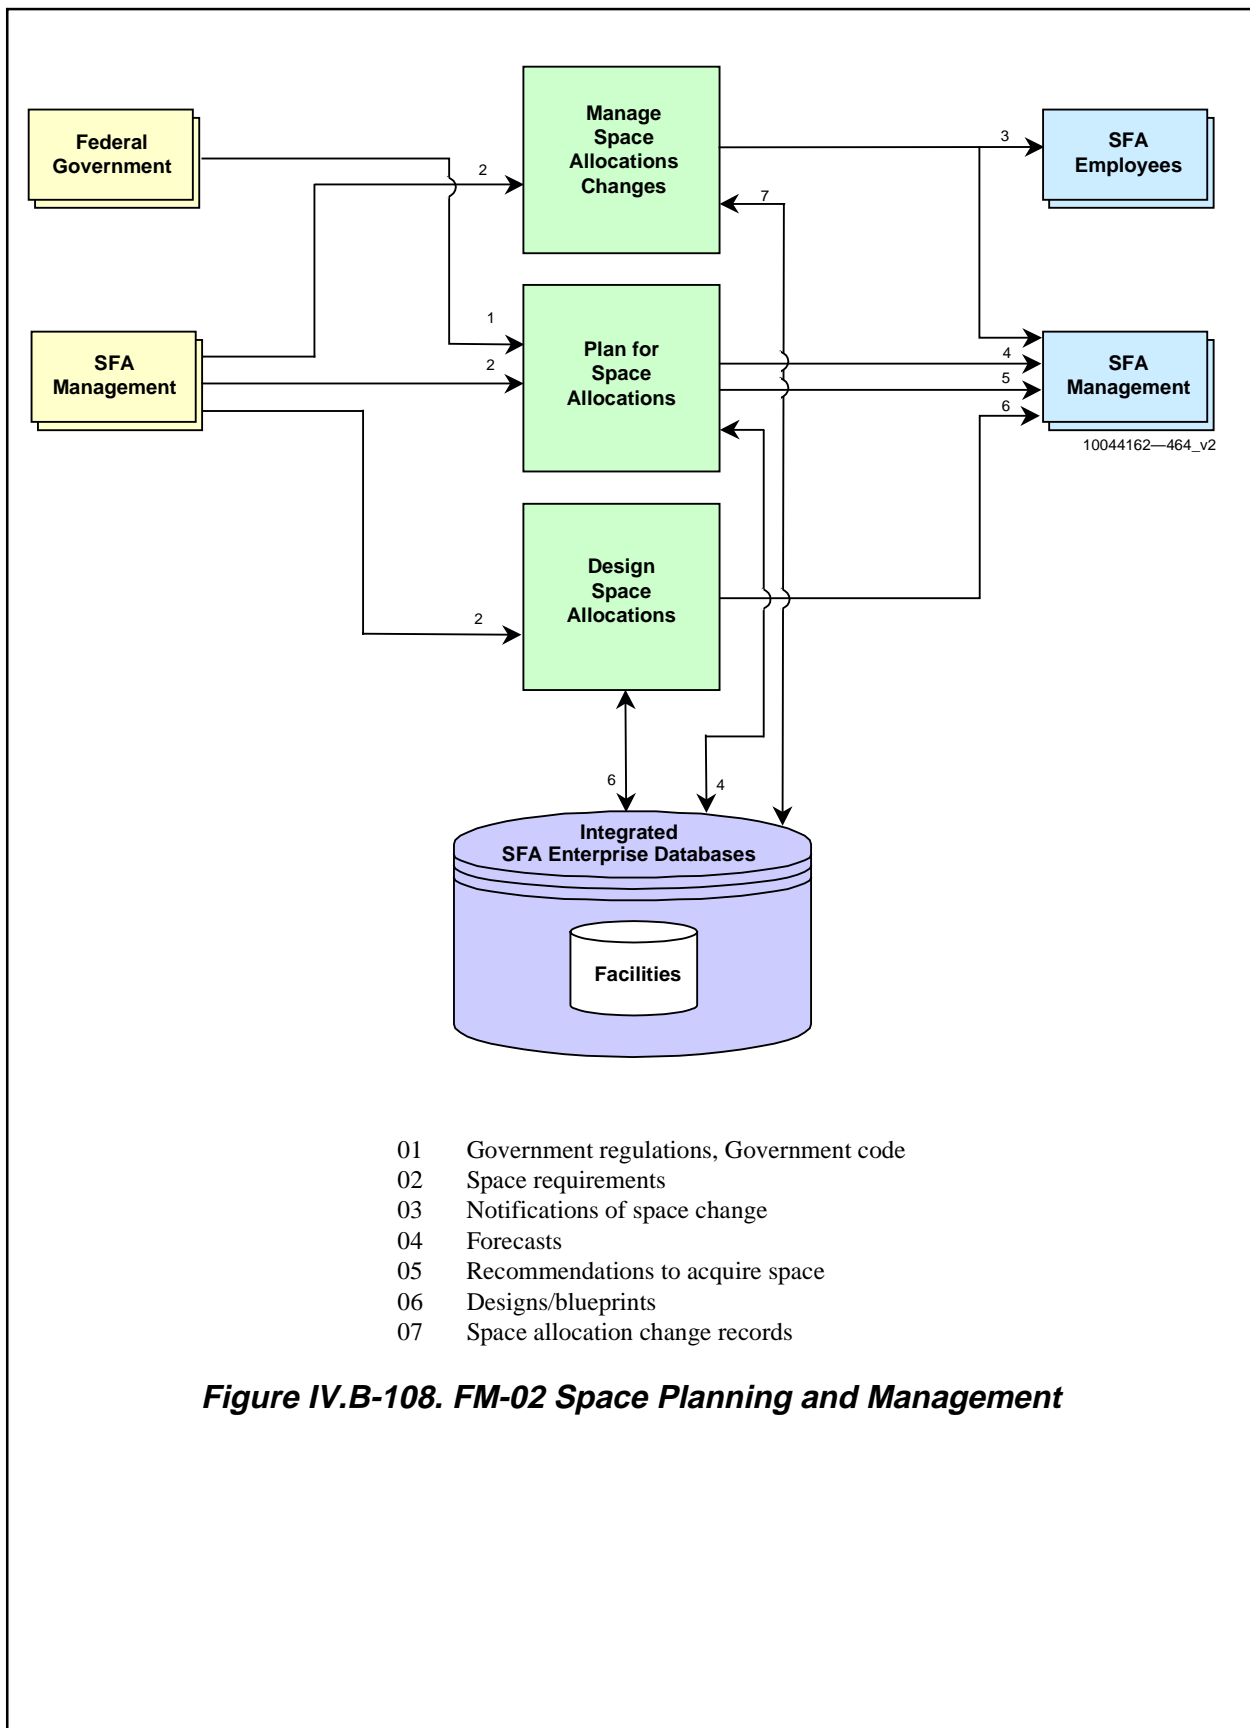 Federal
Government
SFA
Management
Manage
Space
Allocations
Changes
Plan for
Space
Allocations
Design
Space
Allocations
SFA
Employees
SFA
Management
10044162—464_v2
2
1
2
2
3
7
4
5
6
6
4
Integrated
SFA Enterprise Databases
Facilities
01 Government regulations, Government code
02 Space requirements
03 Notifications of space change
04 Forecasts
05 Recommendations to acquire space
06 Designs/blueprints
07 Space allocation change records
Figure IV.B-108. FM-02 Space Planning and Management